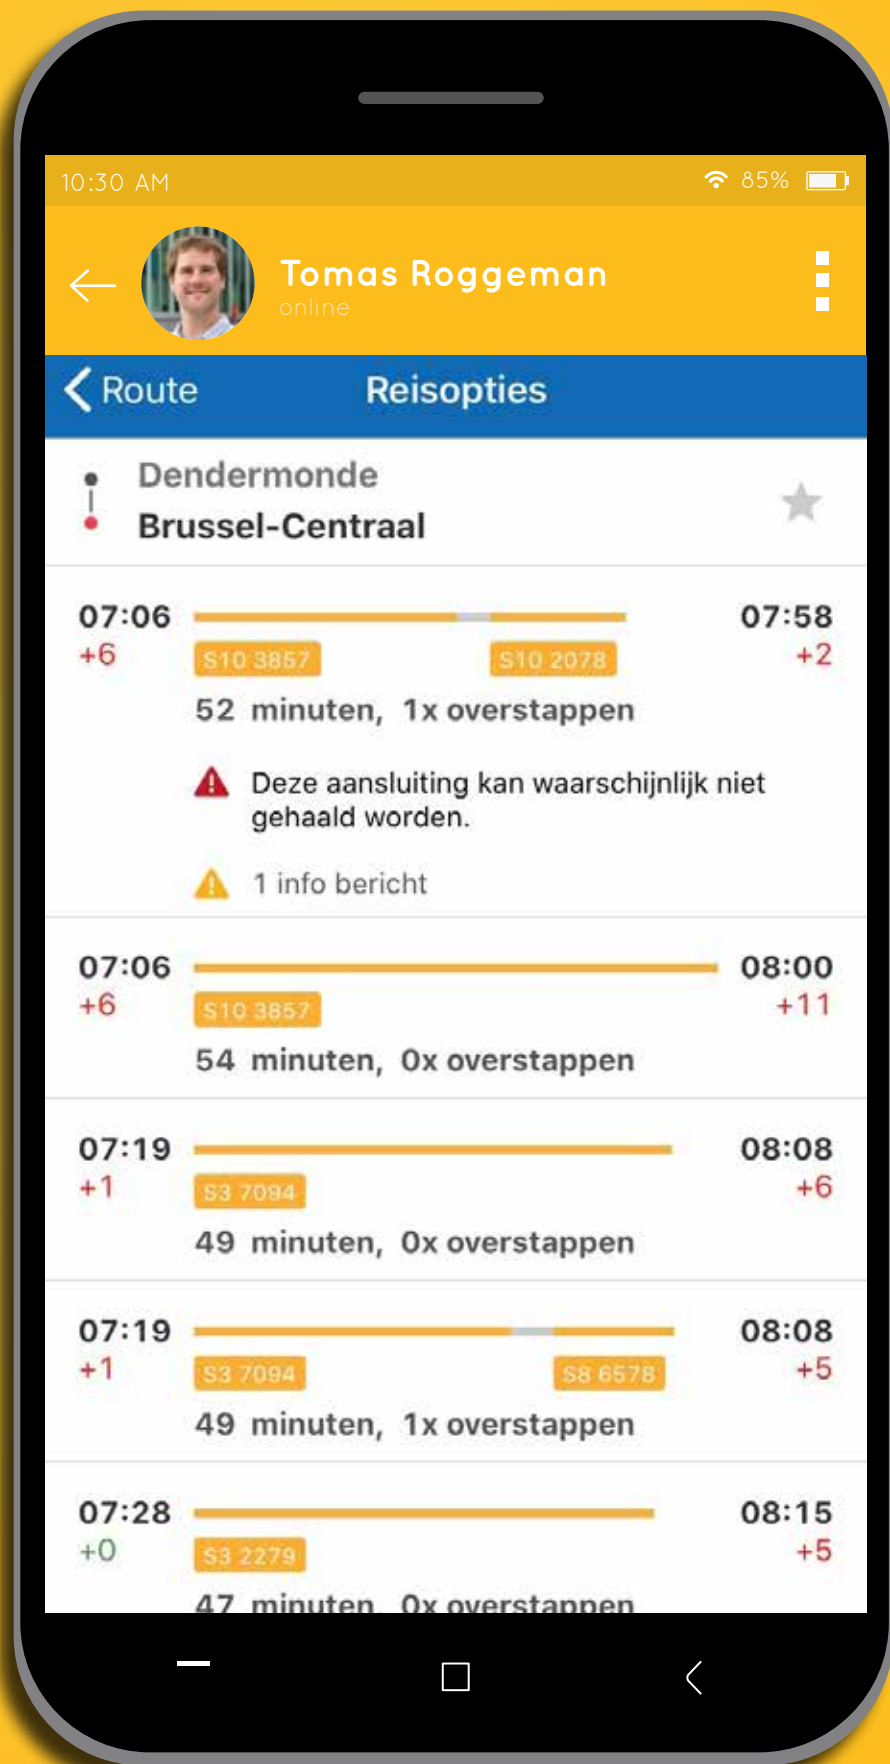 10:30 AM 85%
Tomas Roggeman
online
Route Reisopties
Dendermonde
Brussel-Centraal
07:06 07:58
+6 S10 3857 S10 2078 +2
52 minuten, 1x overstappen
Deze aansluiting kan waarschijnlijk niet
gehaald worden.
1 info bericht
07:06 08:00
+6 S10 3857 +11
54 minuten, 0x overstappen
07:19 08:08
+1 S3 7094 +6
49 minuten, 0x overstappen
07:19 08:08
+1 S3 7094 S8 6578 +5
49 minuten, 1x overstappen
07:28 08:15
+0 S3 2279 +5
47 minuten, 0x overstappen